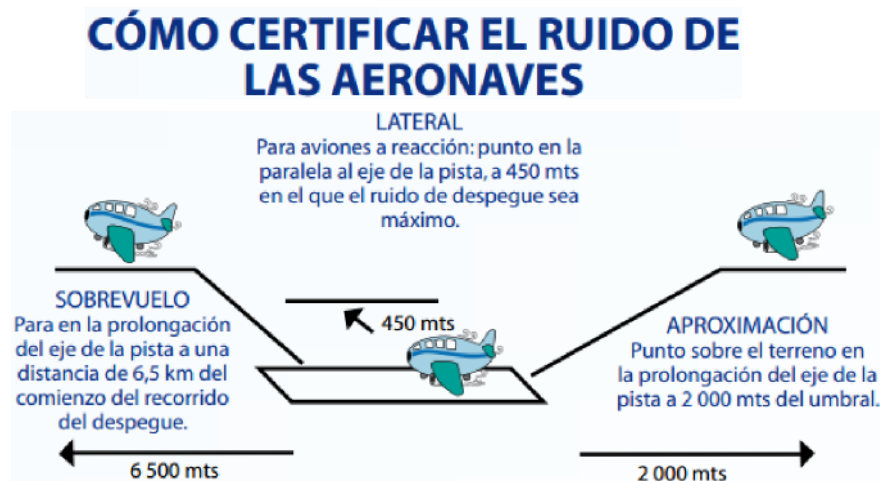 CÓMO CERTIFICAR EL RUIDO DE
LAS AERONAVES
LATERAL
Para aviones a reacción: punto en la
paralela al eje de la pista, a 450 mts
en el que el ruido de despegue sea
máximo.
450 mts
SOBREVUELO
Para en la prolongación
del eje de la pista a una
distancia de 6,5 km del
comienzo del recorrido
del despegue.
APROXIMACIÓN
Punto sobre el terreno en
la prolongación del eje de la
pista a 2 000 mts del umbral.
6 500 mts
2 000 mts